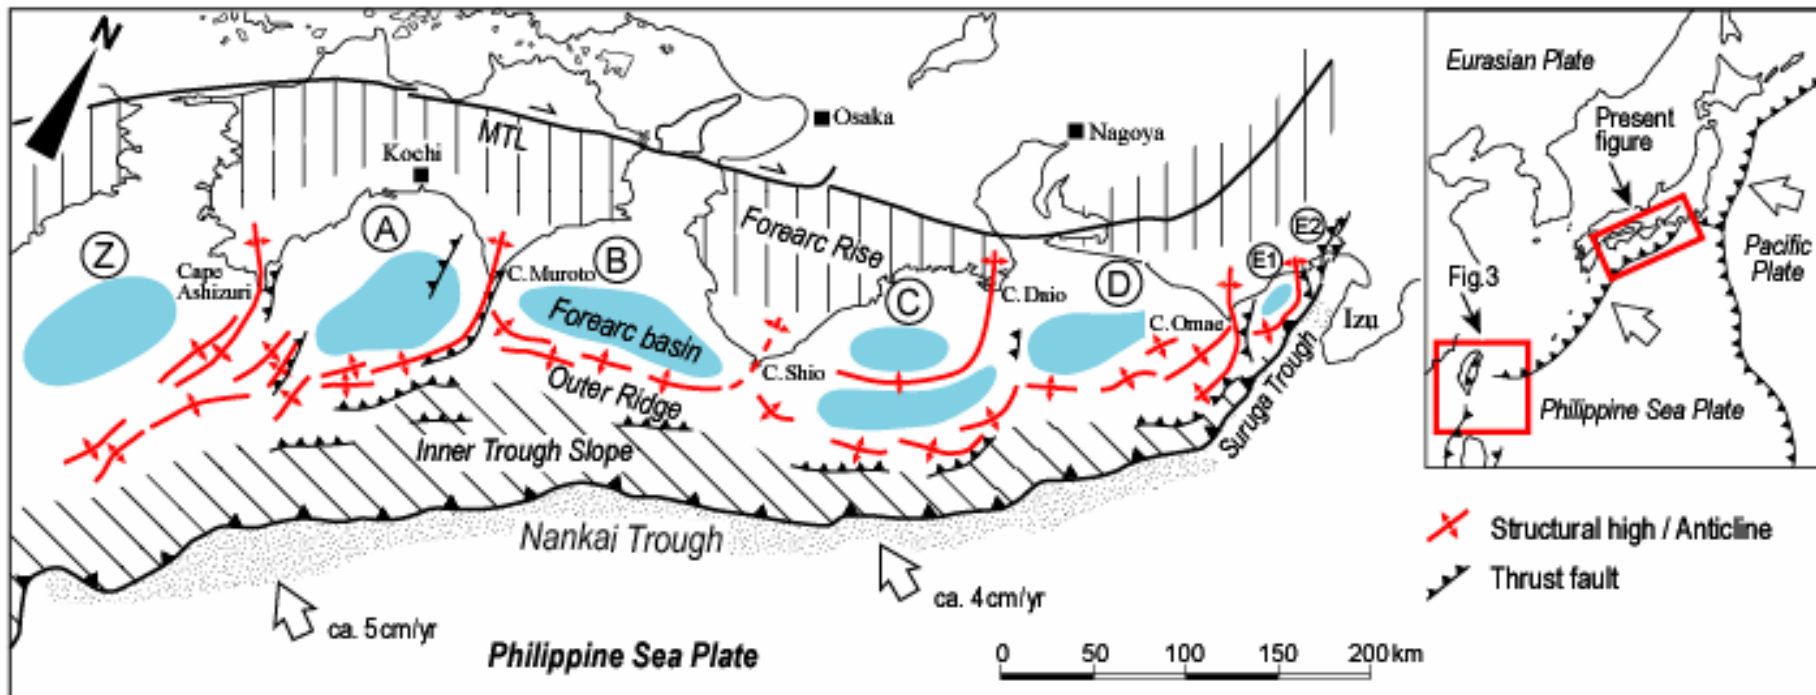 N
MTL
Osaka
Nagoya
Kochi
Z
A
B
C
D
E1
E2
Cape
Ashizuri
C. Muroto
Forearc Rise
Forearc basin
C. Daio
C. Omae
C. Shio
Izu
Outer Ridge
Inner Trough Slope
Suruga Trough
Nankai Trough
ca. 5cm/yr
ca. 4cm/yr
Philippine Sea Plate
0 50 100 150 200 km
Eurasian Plate
Present
figure
Pacific
Plate
Fig.3
Philippine Sea Plate
Structural high / Anticline
Thrust fault